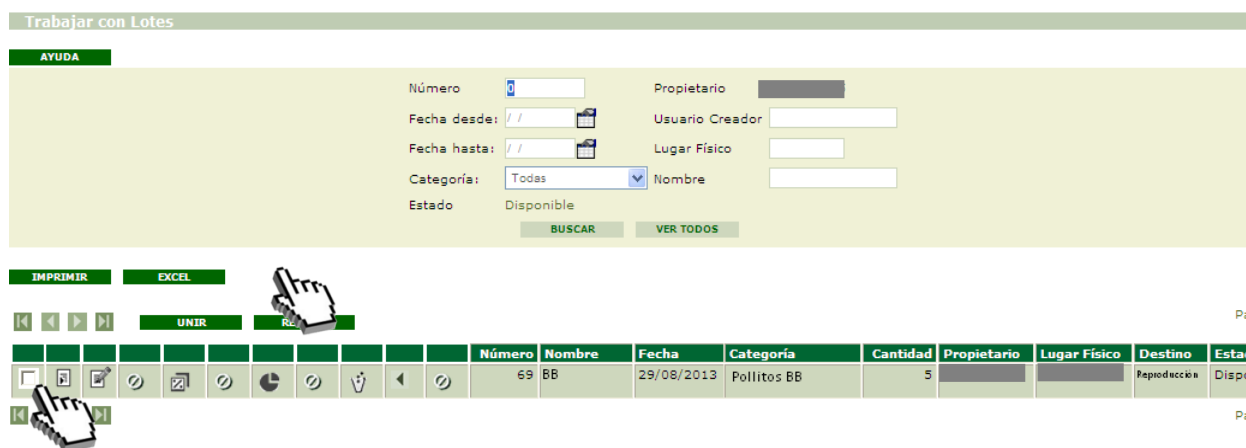 Trabajar con Lotes
AYUDA
Número 0 Propietario
Fecha desde: / / Usuario Creador
Fecha hasta: / / Lugar Físico
Categoría: Todas Nombre
Estado Disponible
BUSCAR VER TODOS
IMPRIMIR EXCEL
UNIR
Número Nombre Fecha Categoría Cantidad Propietario Lugar Físico Destino
69 BB 29/08/2013 Pollitos BB 5 Reproducción